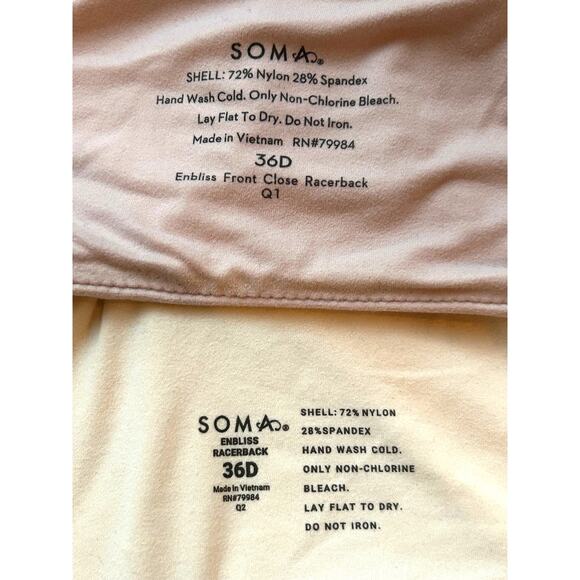 SOMA®
SHELL: 72% Nylon 28% Spandex
Hand Wash Cold. Only Non-Chlorine Bleach.
Lay Flat To Dry. Do Not Iron.
Made in Vietnam RN#79984
36D
Enbliss Front Close Racerback
Q1
SOMA®
ENBLISS
RACERBACK
36D
Made in Vietnam
RN#79984
Q2
SHELL: 72% NYLON
28%SPANDEX
HAND WASH COLD.
ONLY NON-CHLORINE
BLEACH.
LAY FLAT TO DRY.
DO NOT IRON.